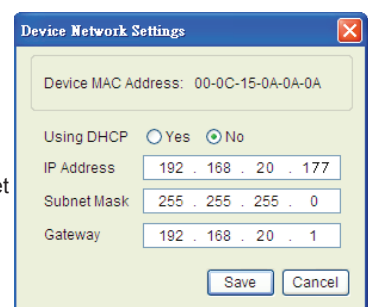 Device Network Settings
Device MAC Address: 00-0C-15-0A-0A-0A
Using DHCP Yes No
IP Address 192 . 168 . 20 . 177
et
Subnet Mask 255 . 255 . 255 . 0
Gateway 192 . 168 . 20 . 1
Save Cancel